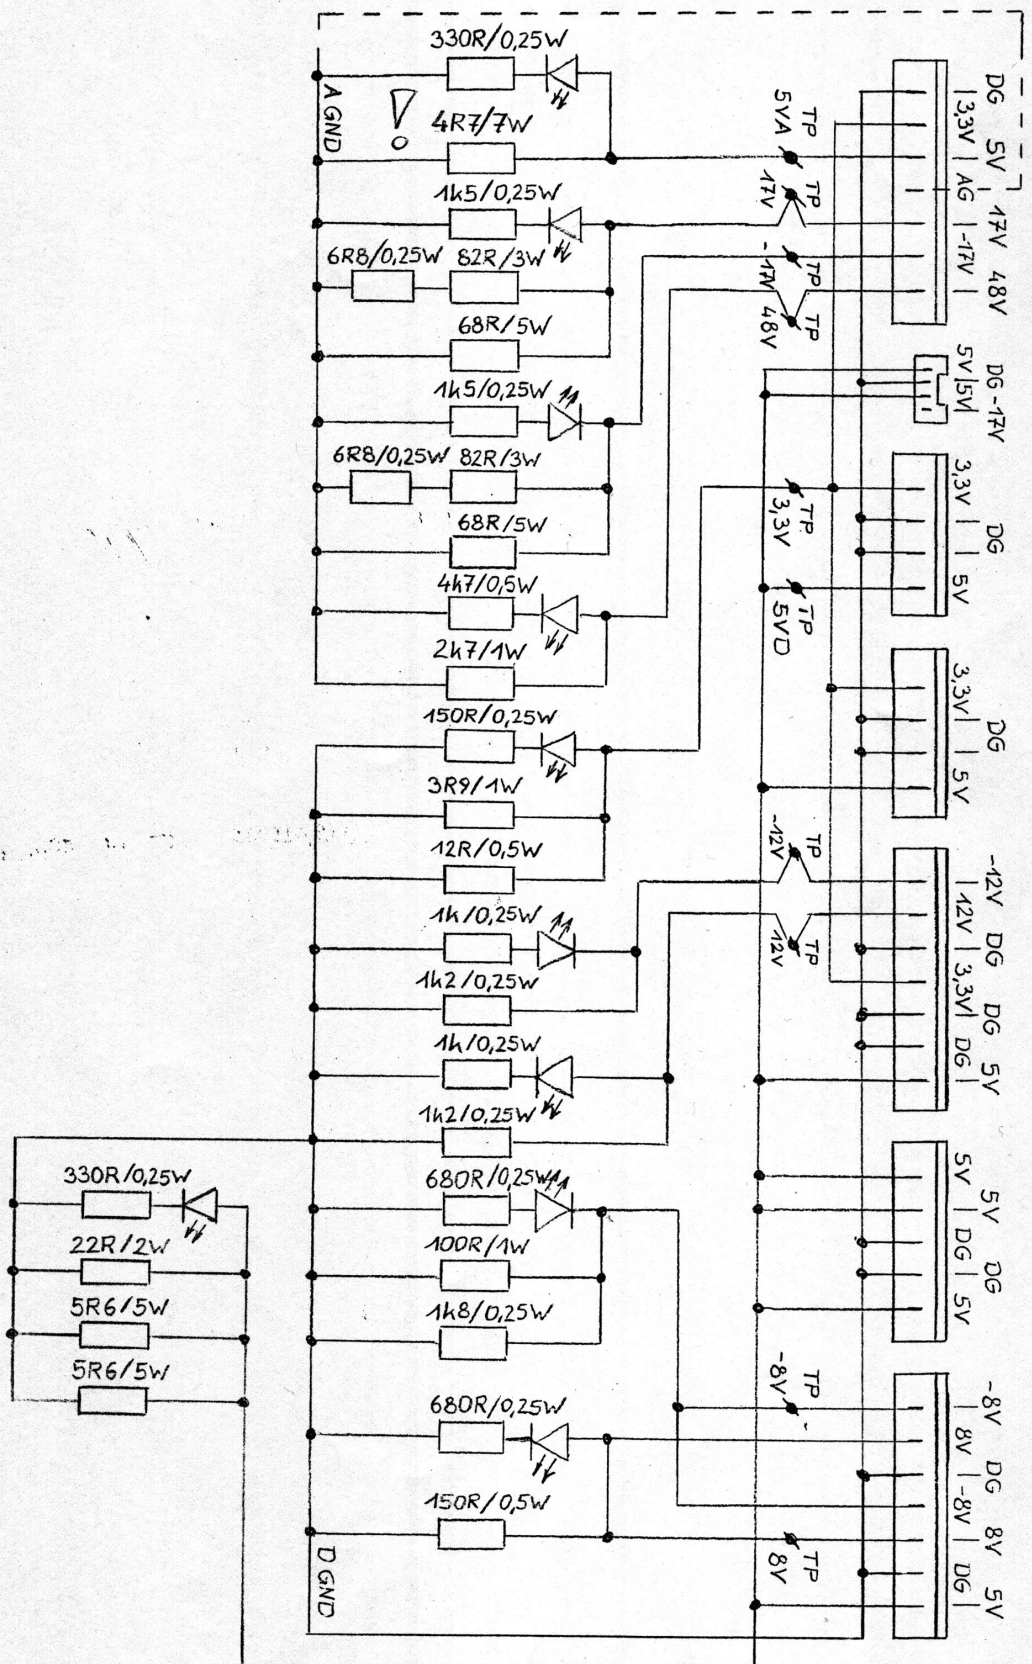 330R/0,25W
A GND
!
4R7/7W
1k5/0,25W
6R8/0,25W 82R/3W
68R/5W
1k5/0,25W
6R8/0,25W 82R/3W
68R/5W
4k7/0,5W
2k7/1W
150R/0,25W
3R9/1W
12R/0,5W
1k/0,25W
1k2/0,25W
1k/0,25W
1k2/0,25W
680R/0,25W
100R/1W
1k8/0,25W
680R/0,25W
150R/0,5W
D GND
330R/0,25W
22R/2W
5R6/5W
5R6/5W
TP
5VA
TP
17V
TP
-17V
TP
48V
TP
3,3V
TP
5VD
TP
-12V
TP
12V
TP
-8V
TP
8V
DG 5V 17V 48V
|3,3V| AG |-17V|
DG -17V
5V|5V|
DG
3,3V | | 5V
DG
3,3V| | 5V
-12V DG DG 5V
|12V| 3,3V| DG|
5V DG
5V DG| 5V
-8V DG 8V 5V
|8V| -8V| DG|